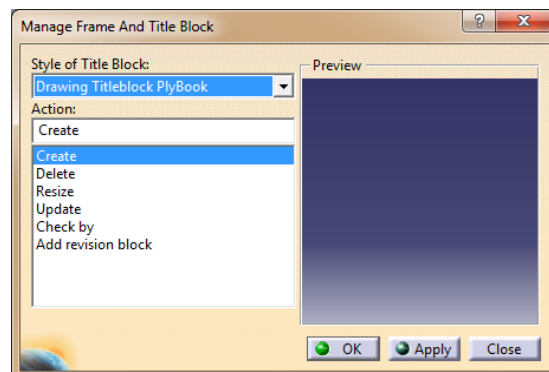 Manage Frame And Title Block
?
X
Style of Title Block:
Drawing Titleblock PlyBook
Action:
Create
Create
Delete
Resize
Update
Check by
Add revision block
Preview
OK
Apply
Close